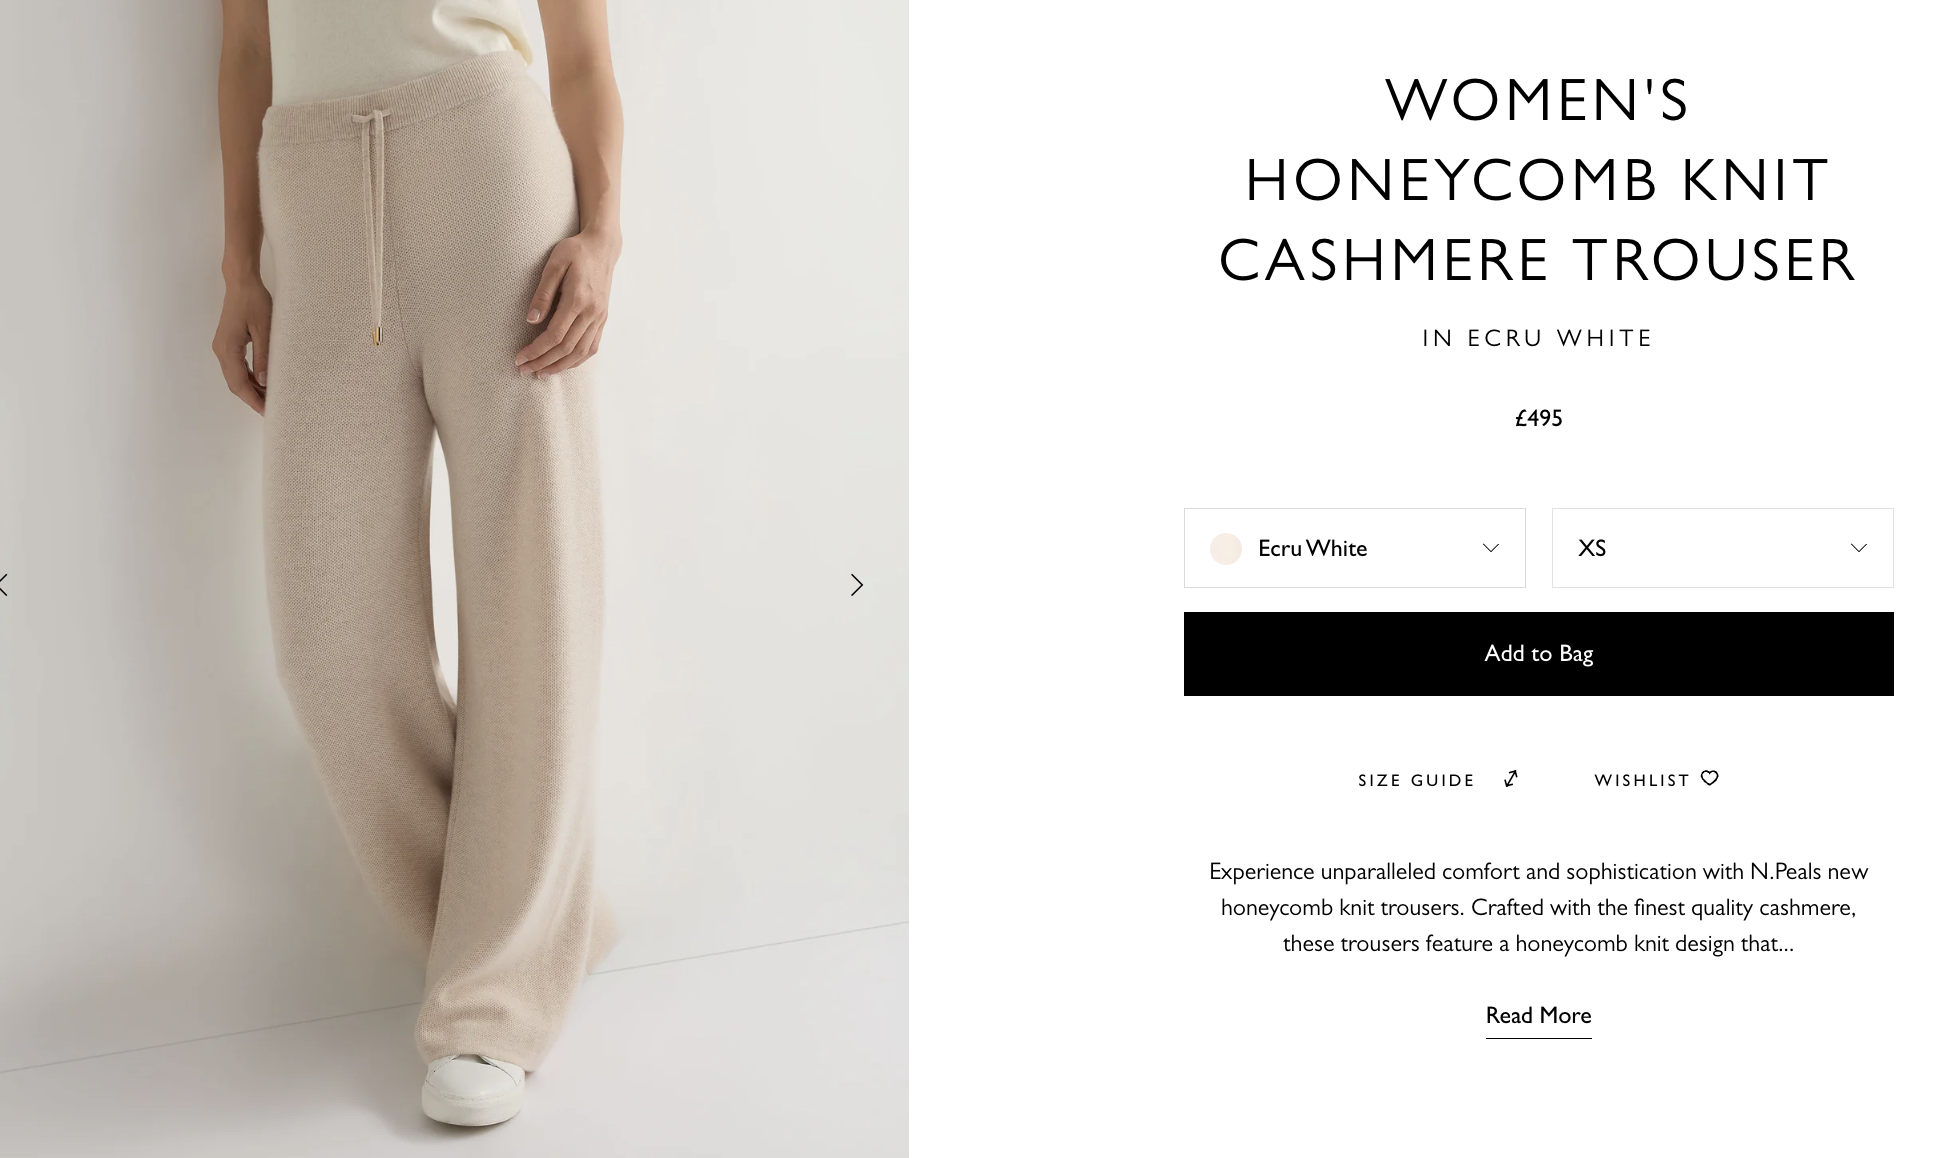 WOMEN'S
HONEYCOMB KNIT
CASHMERE TROUSER
IN ECRU WHITE
£495
Ecru White
XS
Add to Bag
SIZE GUIDE
WISHLIST
Experience unparalleled comfort and sophistication with N.Peals new
honeycomb knit trousers. Crafted with the finest quality cashmere,
these trousers feature a honeycomb knit design that...
Read More